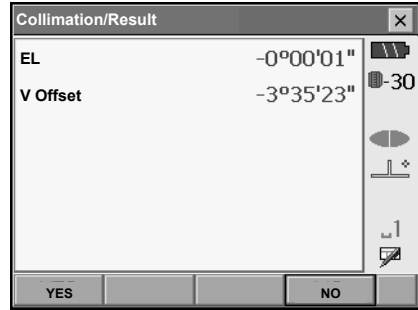 Collimation/Result
EL -0°00'01"
V Offset -3°35'23"
-30
1
YES NO